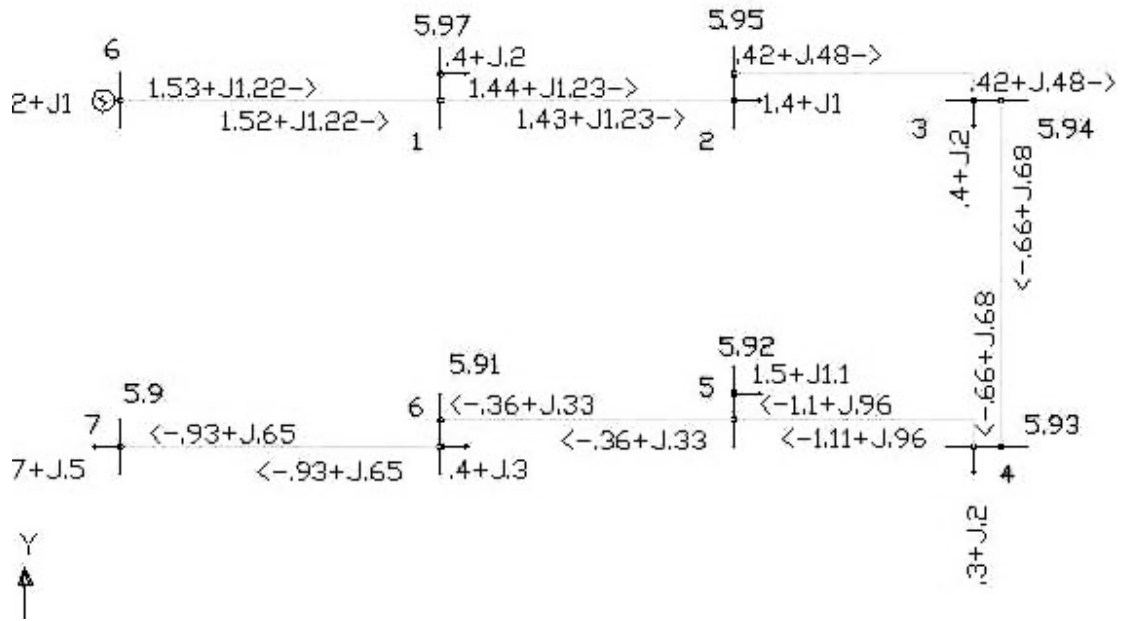 6
5.97
5.95
.4+J.2
.42+J.48->
.42+J.48->
2+J1
1.53+J1.22->
1.44+J1.23->
1.4+J1
1.52+J1.22->
1.43+J1.23->
1
2
3
5.94
.4+J.2
<-.66+J.68
<-.66+J.68
5.9
5.91
5.92
7
6
5
1.5+J1.1
<-.36+J.33
<-1.1+J.96
<-.93+J.65
<-.36+J.33
<-1.11+J.96
5.93
7+J.5
<-.93+J.65
.4+J.3
4
.3+J.2
Y